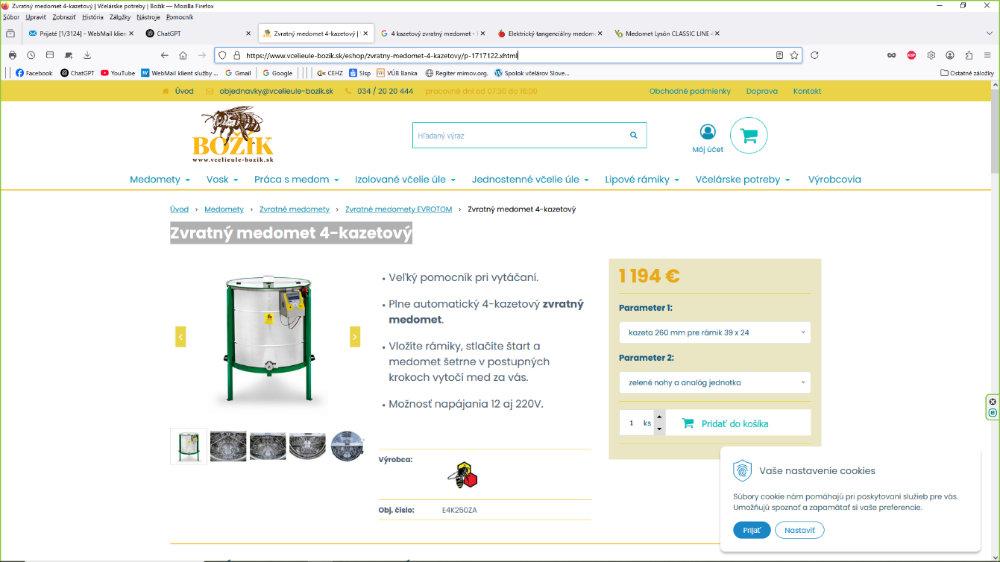 Zvratný medomet 4-kazetový | Včelárske potreby | Božík — Mozilla Firefox
Súbor Upraviť Zobraziť História Záložky Nástroje Pomocník
Prijaté [1/3124] - WebMail klien
ChatGPT
Zvratný medomet 4-kazetový | V
4 kazetový zvratný medomet -
Elektrický tangenciálny medome
Medomet Lysoń CLASSIC LINE 4
https://www.vcelieule-bozik.sk/eshop/zvratny-medomet-4-kazetovy/p-1717122.xhtml
Facebook ChatGPT YouTube WebMail klient služby ... Gmail Google CEHZ Slsp VÚB Banka Regiter mimov.org. Spolok včelárov Slove... Ostatné záložky
Úvod objednavky@vcelieule-bozik.sk 034 / 20 20 444 pracovné dni od 07:30 do 16:00 Obchodné podmienky Doprava Kontakt
BOŽÍK
www.vcelieule-bozik.sk
Hľadaný výraz
Môj účet
Medomety Vosk Práca s medom Izolované včelie úle Jednostenné včelie úle Lipové rámiky Včelárske potreby Výrobcovia
Úvod › Medomety › Zvratné medomety › Zvratné medomety EVROTOM › Zvratný medomet 4-kazetový
Zvratný medomet 4-kazetový
• Veľký pomocník pri vytáčaní.
• Plne automatický 4-kazetový zvratný
medomet.
• Vložíte rámiky, stlačíte štart a
medomet šetrne v postupných
krokoch vytočí med za vás.
• Možnosť napájania 12 aj 220V.
Výrobca:
Obj. čislo: E4K250ZA
1 194 €
Parameter 1:
kazeta 260 mm pre rámik 39 x 24
Parameter 2:
zelené nohy a analóg jednotka
1 ks Pridať do košíka
Vaše nastavenie cookies
Súbory cookie nám pomáhajú pri poskytovani služieb pre vás.
Umožňujú spoznať a zapamätať si vaše preferencie.
Prijať Nastaviť